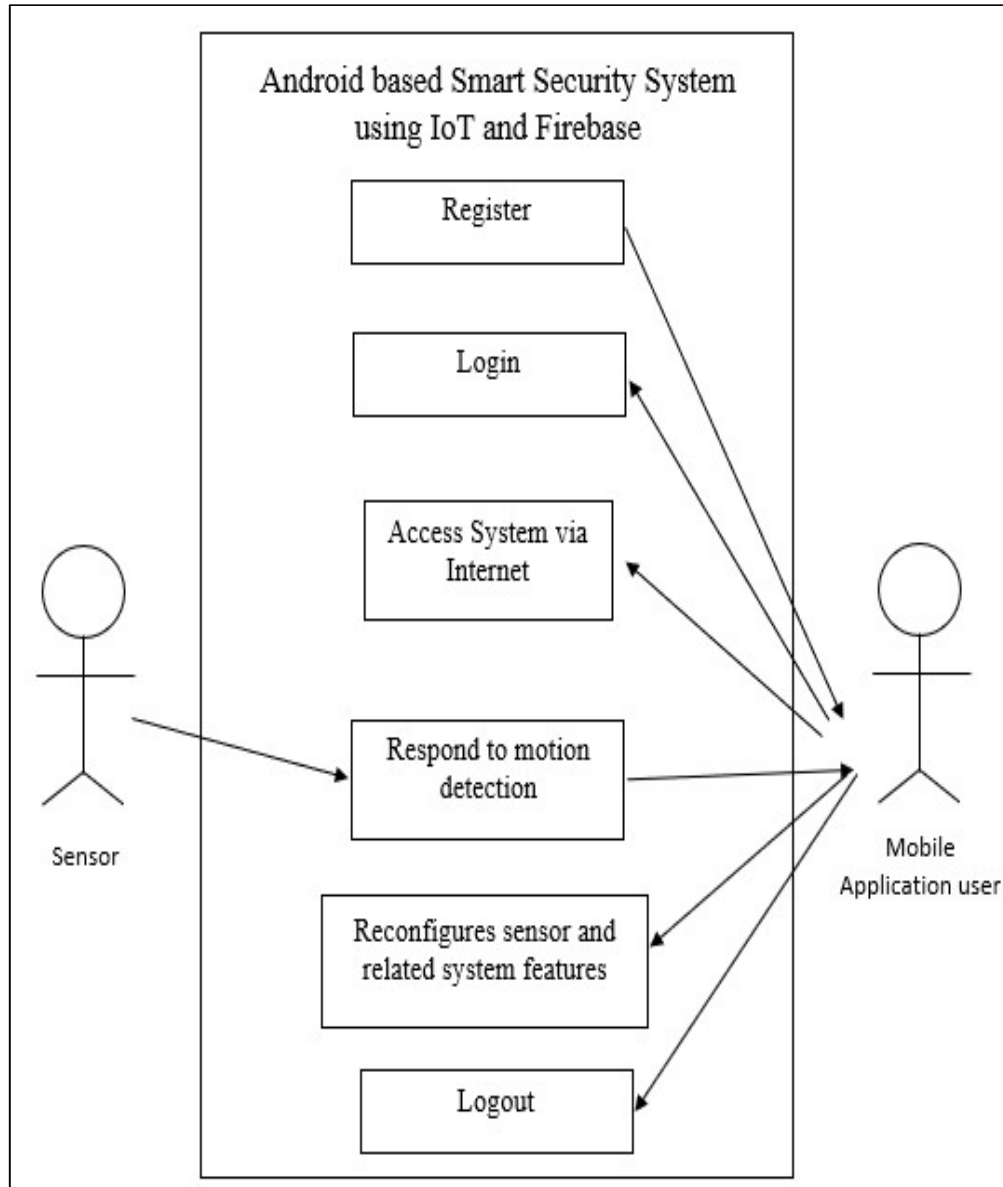 Android based Smart Security System
using IoT and Firebase
Register
Login
Access System via
Internet
Respond to motion
detection
Sensor
Mobile
Application user
Reconfigures sensor and
related system features
Logout